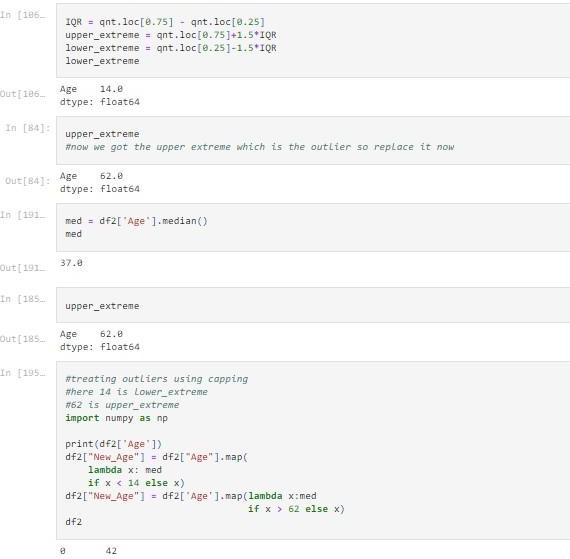 In [106…
IQR = qnt.loc[0.75] - qnt.loc[0.25]
upper_extreme = qnt.loc[0.75]+1.5*IQR
lower_extreme = qnt.loc[0.25]-1.5*IQR
lower_extreme
Out[106…
Age    14.0
dtype: float64
In [84]:
upper_extreme
#now we got the upper extreme which is the outlier so replace it now
Out[84]:
Age    62.0
dtype: float64
In [191…
med = df2['Age'].median()
med
Out[191…
37.0
In [185…
upper_extreme
Out[185…
Age    62.0
dtype: float64
In [195…
#treating outliers using capping
#here 14 is lower_extreme
#62 is upper_extreme
import numpy as np
print(df2['Age'])
df2["New_Age"] = df2["Age"].map(
    lambda x: med
    if x < 14 else x)
df2["New_Age"] = df2['Age'].map(lambda x:med
                                if x > 62 else x)
df2
0       42